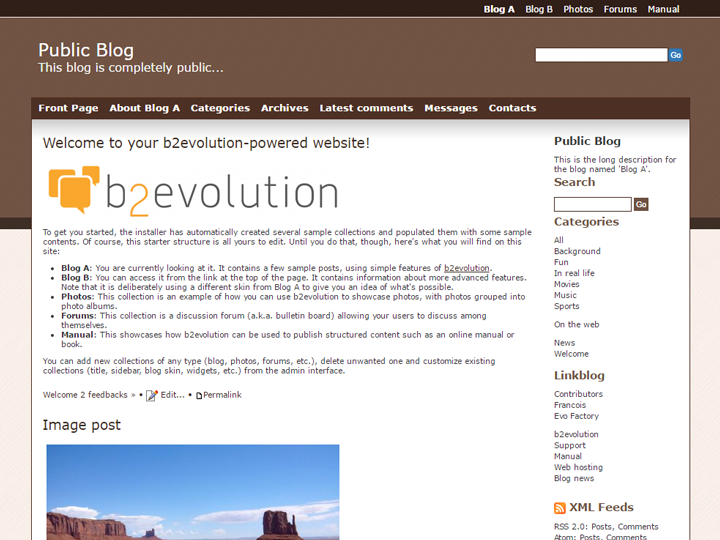 Blog A Blog B Photos Forums Manual
Public Blog
This blog is completely public...
Go
Front Page About Blog A Categories Archives Latest comments Messages Contacts
Welcome to your b2evolution-powered website!
b2evolution
To get you started, the installer has automatically created several sample collections and populated them with some sample
contents. Of course, this starter structure is all yours to edit. Until you do that, though, here's what you will find on this
site:
• Blog A: You are currently looking at it. It contains a few sample posts, using simple features of b2evolution.
• Blog B: You can access it from the link at the top of the page. It contains information about more advanced features.
Note that it is deliberately using a different skin from Blog A to give you an idea of what's possible.
• Photos: This collection is an example of how you can use b2evolution to showcase photos, with photos grouped into
photo albums.
• Forums: This collection is a discussion forum (a.k.a. bulletin board) allowing your users to discuss among
themselves.
• Manual: This showcases how b2evolution can be used to publish structured content such as an online manual or
book.
You can add new collections of any type (blog, photos, forums, etc.), delete unwanted one and customize existing
collections (title, sidebar, blog skin, widgets, etc.) from the admin interface.
Welcome 2 feedbacks » • Edit... • Permalink
Image post
Public Blog
This is the long description for
the blog named 'Blog A'.
Search
Go
Categories
All
Background
Fun
In real life
Movies
Music
Sports
On the web
News
Welcome
Linkblog
Contributors
Francois
Evo Factory
b2evolution
Support
Manual
Web hosting
Blog news
XML Feeds
RSS 2.0: Posts, Comments
Atom: Posts, Comments